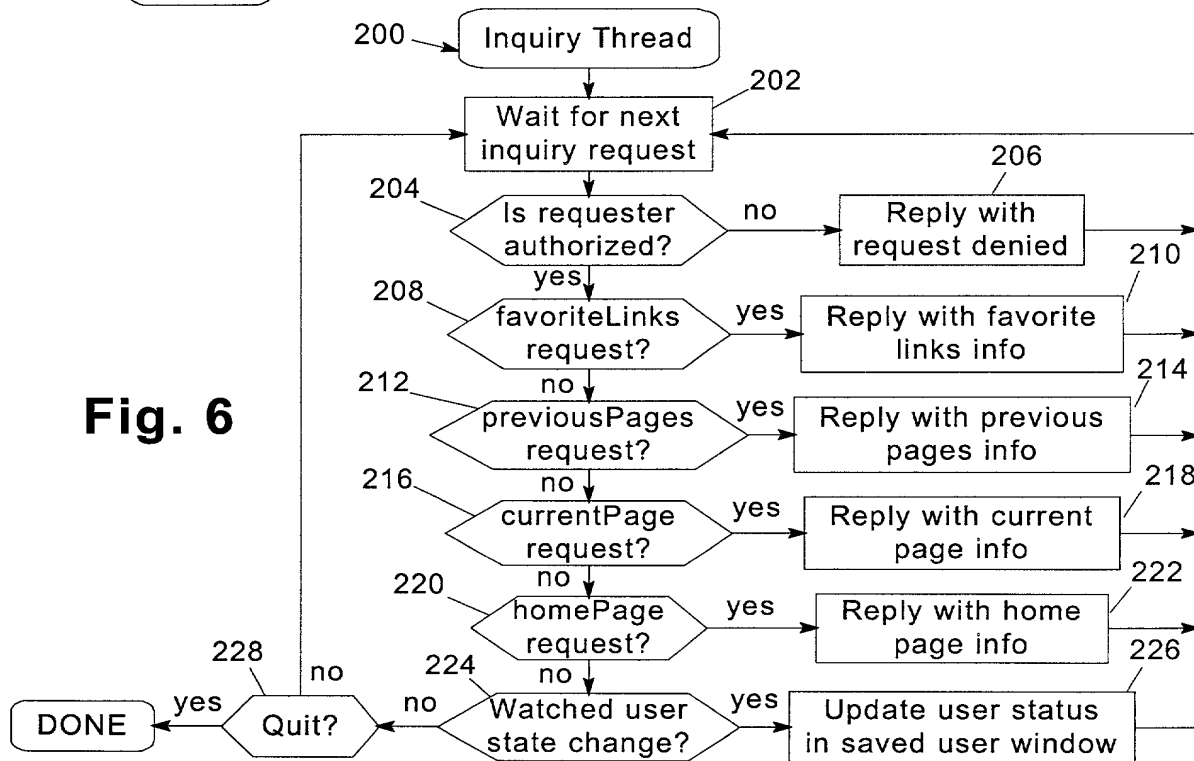 200
Inquiry Thread
202
Wait for next
inquiry request
204
206
Is requester
authorized?
no
Reply with
request denied
yes
208
210
favoriteLinks
request?
yes
Reply with favorite
links info
no
Fig. 6
212
214
previousPages
request?
yes
Reply with previous
pages info
no
216
218
currentPage
request?
yes
Reply with current
page info
no
220
222
homePage
request?
yes
Reply with home
page info
no
224
226
228
no
Watched user
state change?
yes
Update user status
in saved user window
no
Quit?
yes
DONE